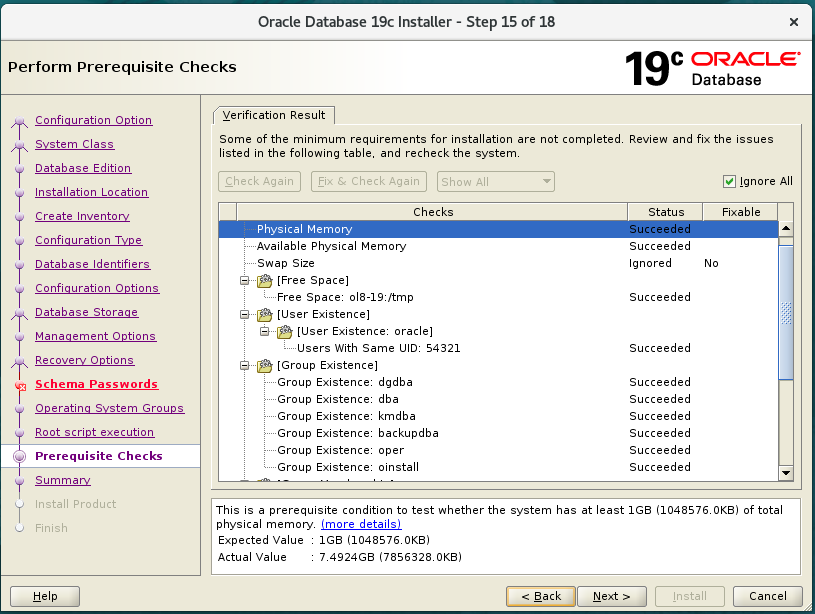 Oracle Database 19c Installer - Step 15 of 18
Perform Prerequisite Checks
19c ORACLE
Database
Configuration Option
System Class
Database Edition
Installation Location
Create Inventory
Configuration Type
Database Identifiers
Configuration Options
Database Storage
Management Options
Recovery Options
Schema Passwords
Operating System Groups
Root script execution
Prerequisite Checks
Summary
Install Product
Finish
Verification Result
Some of the minimum requirements for installation are not completed. Review and fix the issues
listed in the following table, and recheck the system.
Check Again Fix & Check Again Show All Ignore All
Checks Status Fixable
Physical Memory Succeeded
Available Physical Memory Succeeded
Swap Size Ignored No
[Free Space]
Free Space: ol8-19:/tmp Succeeded
[User Existence]
[User Existence: oracle]
Users With Same UID: 54321 Succeeded
[Group Existence]
Group Existence: dgdba Succeeded
Group Existence: dba Succeeded
Group Existence: kmdba Succeeded
Group Existence: backupdba Succeeded
Group Existence: oper Succeeded
Group Existence: oinstall Succeeded
This is a prerequisite condition to test whether the system has at least 1GB (1048576.0KB) of total
physical memory. (more details)
Expected Value : 1GB (1048576.0KB)
Actual Value : 7.4924GB (7856328.0KB)
Help < Back Next > Install Cancel